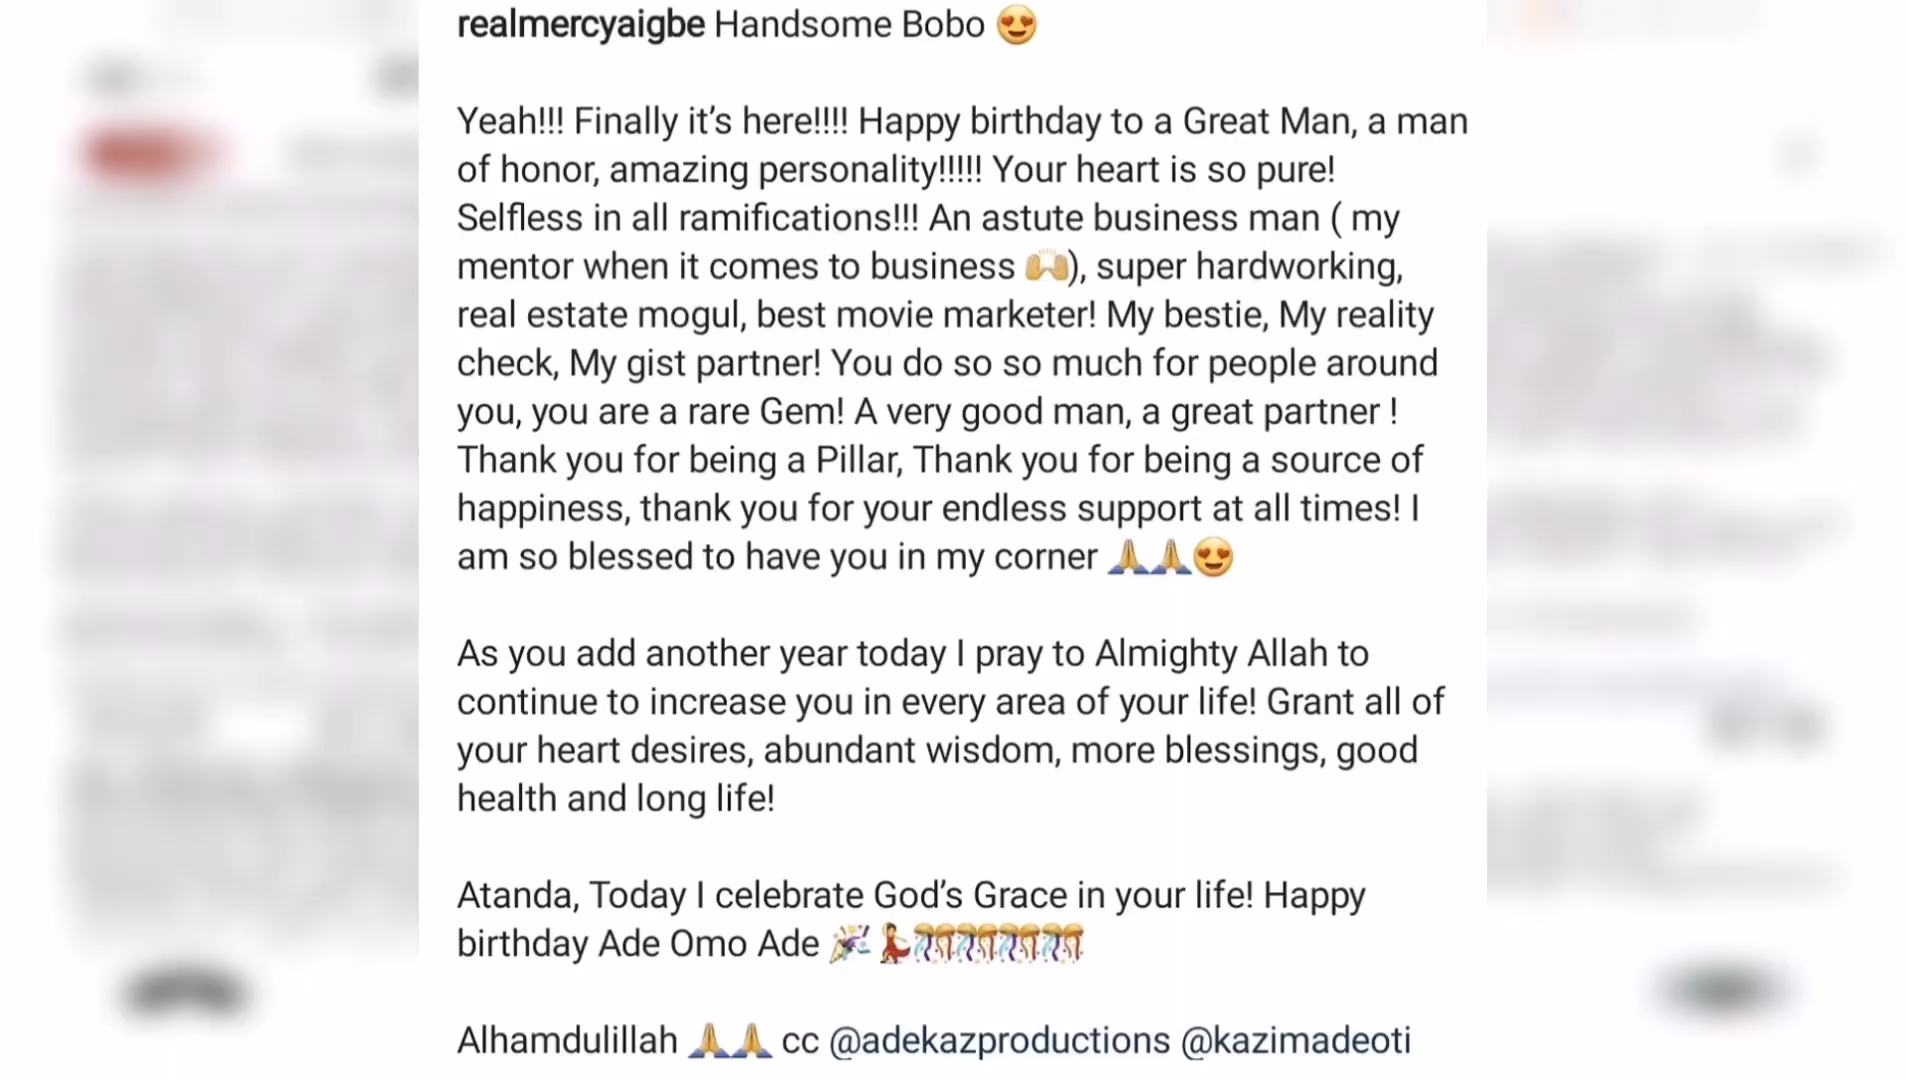 realmercyaigbe Handsome Bobo 😍
Yeah!!! Finally it's here!!!! Happy birthday to a Great Man, a man
of honor, amazing personality!!!!! Your heart is so pure!
Selfless in all ramifications!!! An astute business man ( my
mentor when it comes to business 🙌), super hardworking,
real estate mogul, best movie marketer! My bestie, My reality
check, My gist partner! You do so so much for people around
you, you are a rare Gem! A very good man, a great partner !
Thank you for being a Pillar, Thank you for being a source of
happiness, thank you for your endless support at all times! I
am so blessed to have you in my corner 🙏🙏😍
As you add another year today I pray to Almighty Allah to
continue to increase you in every area of your life! Grant all of
your heart desires, abundant wisdom, more blessings, good
health and long life!
Atanda, Today I celebrate God's Grace in your life! Happy
birthday Ade Omo Ade 🎉💃🎊🎊🎊🎊
Alhamdulillah 🙏🙏 cc @adekazproductions @kazimadeoti